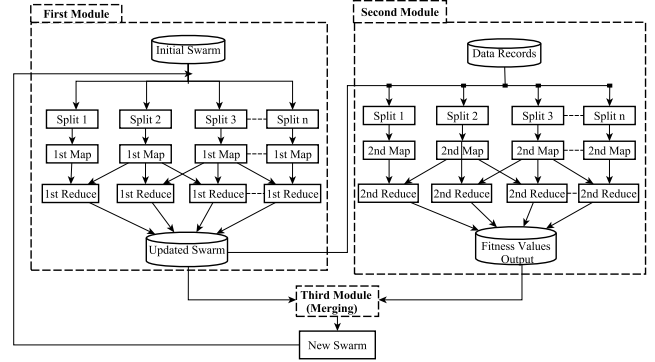 First Module
Second Module
Initial Swarm
Data Records
Split 1 Split 2 Split 3 Split n
Split 1 Split 2 Split 3 Split n
1st Map 1st Map 1st Map 1st Map
2nd Map 2nd Map 2nd Map 2nd Map
1st Reduce 1st Reduce 1st Reduce 1st Reduce
2nd Reduce 2nd Reduce 2nd Reduce 2nd Reduce
Updated Swarm
Fitness Values
Output
Third Module
(Merging)
New Swarm